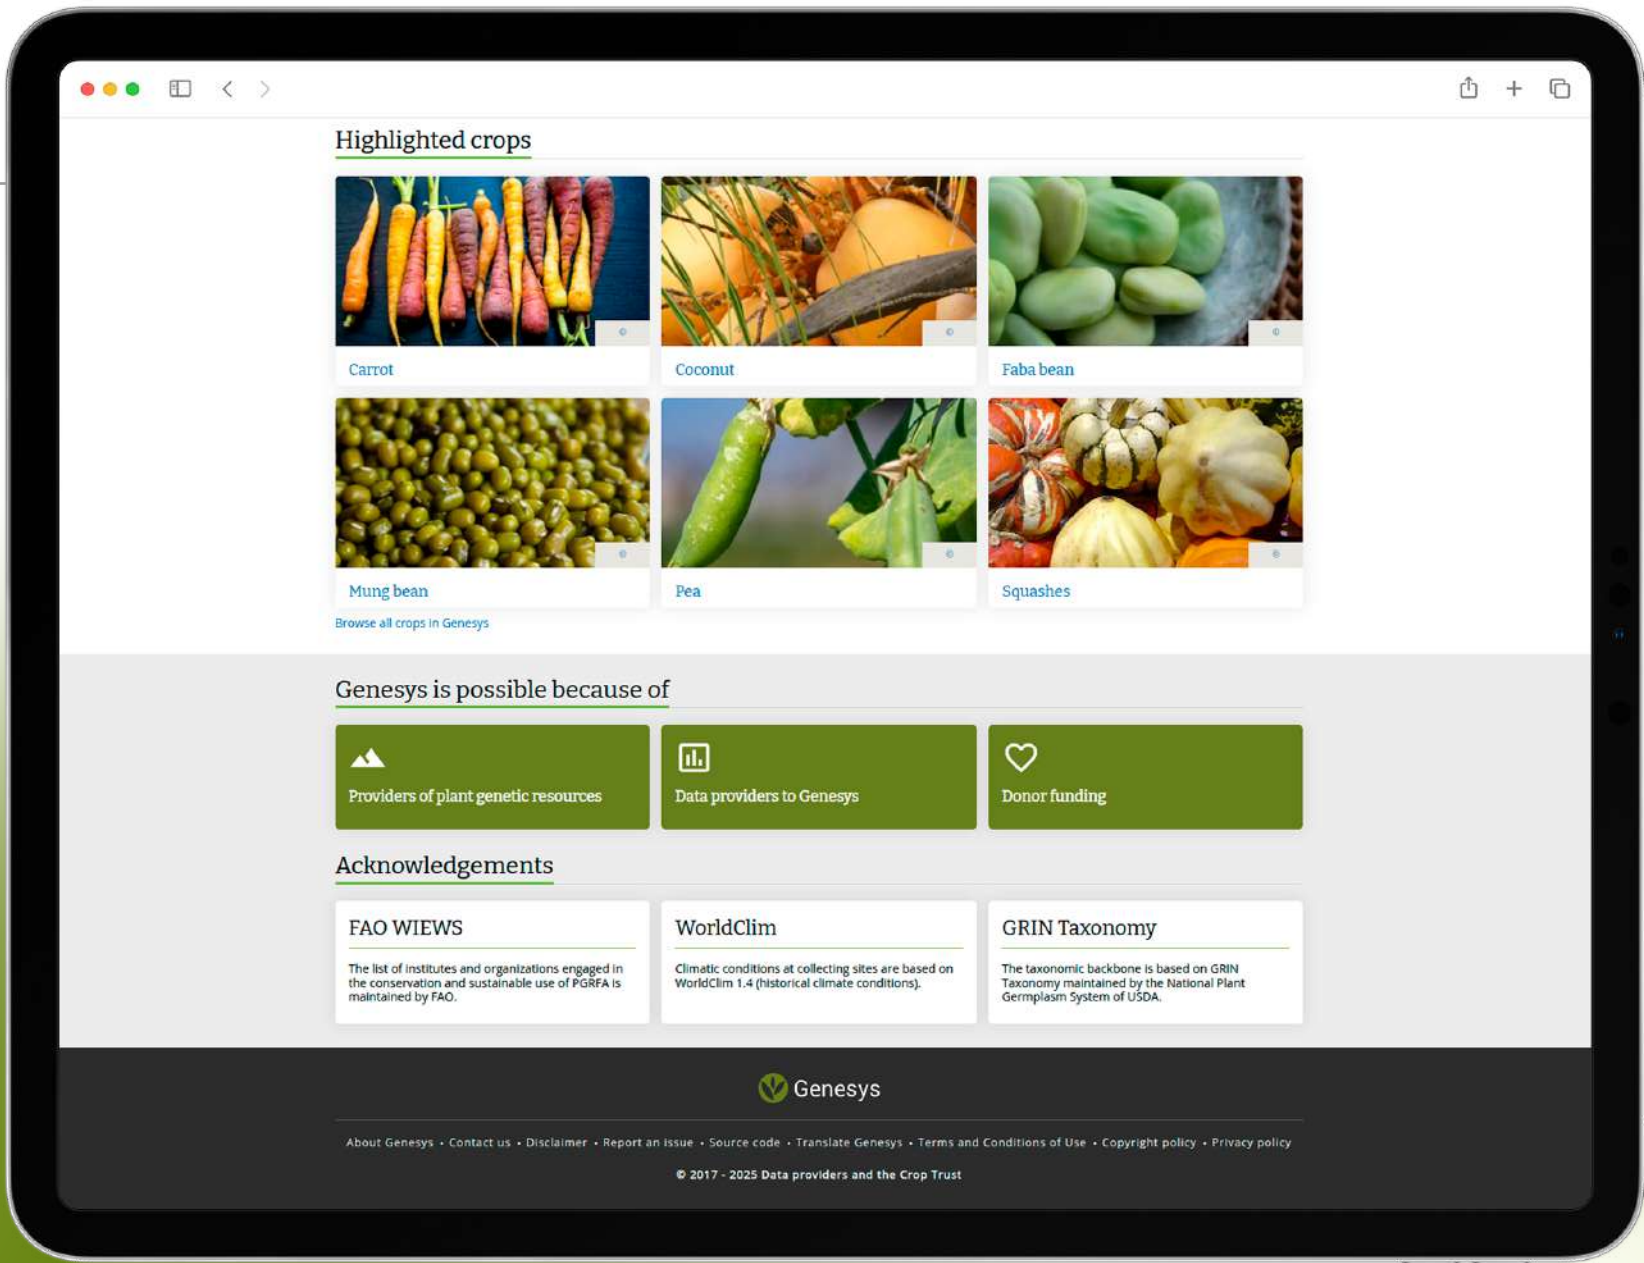 Highlighted crops
Carrot
Coconut
Faba bean
Mung bean
Pea
Squashes
Browse all crops in Genesys
Genesys is possible because of
Providers of plant genetic resources
Data providers to Genesys
Donor funding
Acknowledgements
FAO WIEWS
The list of institutes and organizations engaged in
the conservation and sustainable use of PGRFA is
maintained by FAO.
WorldClim
Climatic conditions at collecting sites are based on
WorldClim 1.4 (historical climate conditions).
GRIN Taxonomy
The taxonomic backbone is based on GRIN
Taxonomy maintained by the National Plant
Germplasm System of USDA.
Genesys
About Genesys • Contact us • Disclaimer • Report an issue • Source code • Translate Genesys • Terms and Conditions of Use • Copyright policy • Privacy policy
© 2017 - 2025 Data providers and the Crop Trust